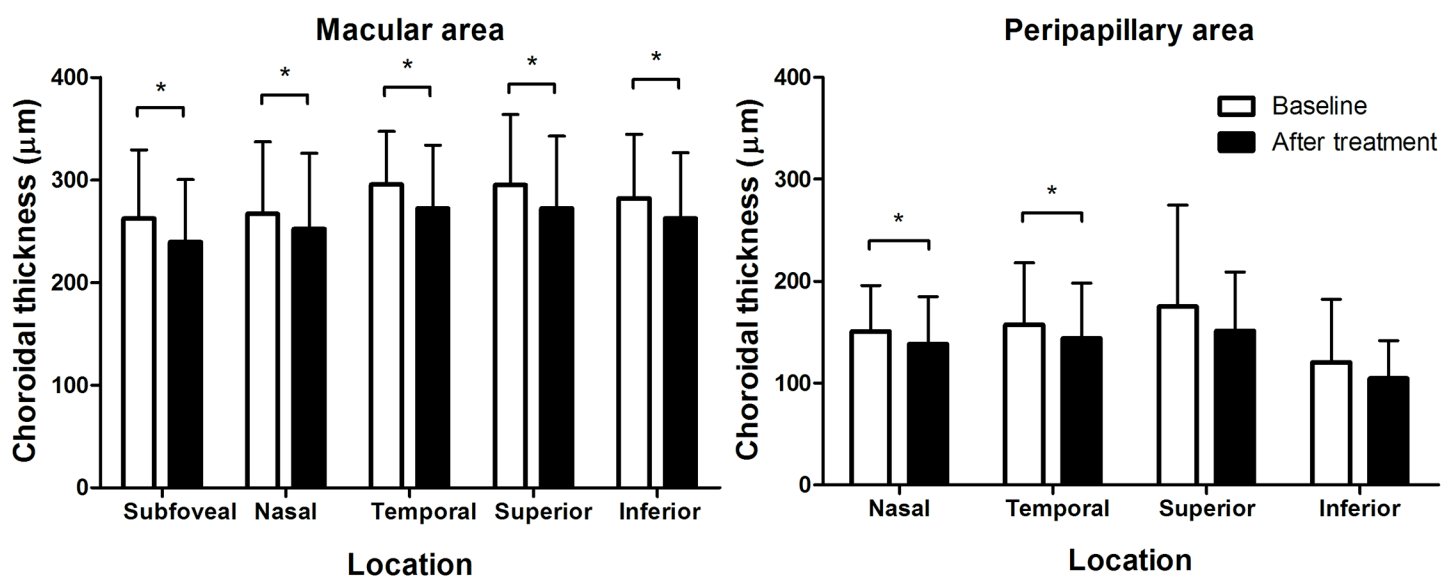 Macular area
Choroidal thickness (μm)
400
300
200
100
0
*
*
*
*
*
Subfoveal Nasal Temporal Superior Inferior
Location
Peripapillary area
Choroidal thickness (μm)
400
300
200
100
0
Baseline
After treatment
*
*
Nasal Temporal Superior Inferior
Location